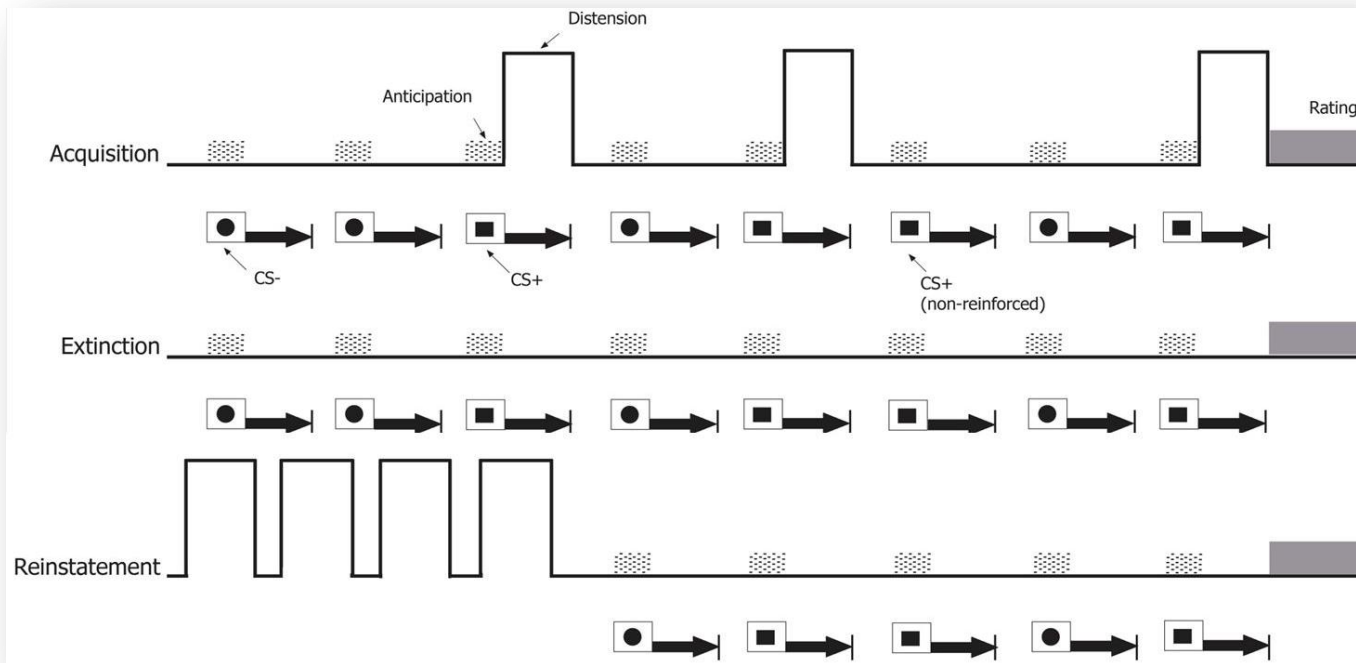 Distension
Anticipation
Rating
Acquisition
CS-
CS+
CS+
(non-reinforced)
Extinction
Reinstatement